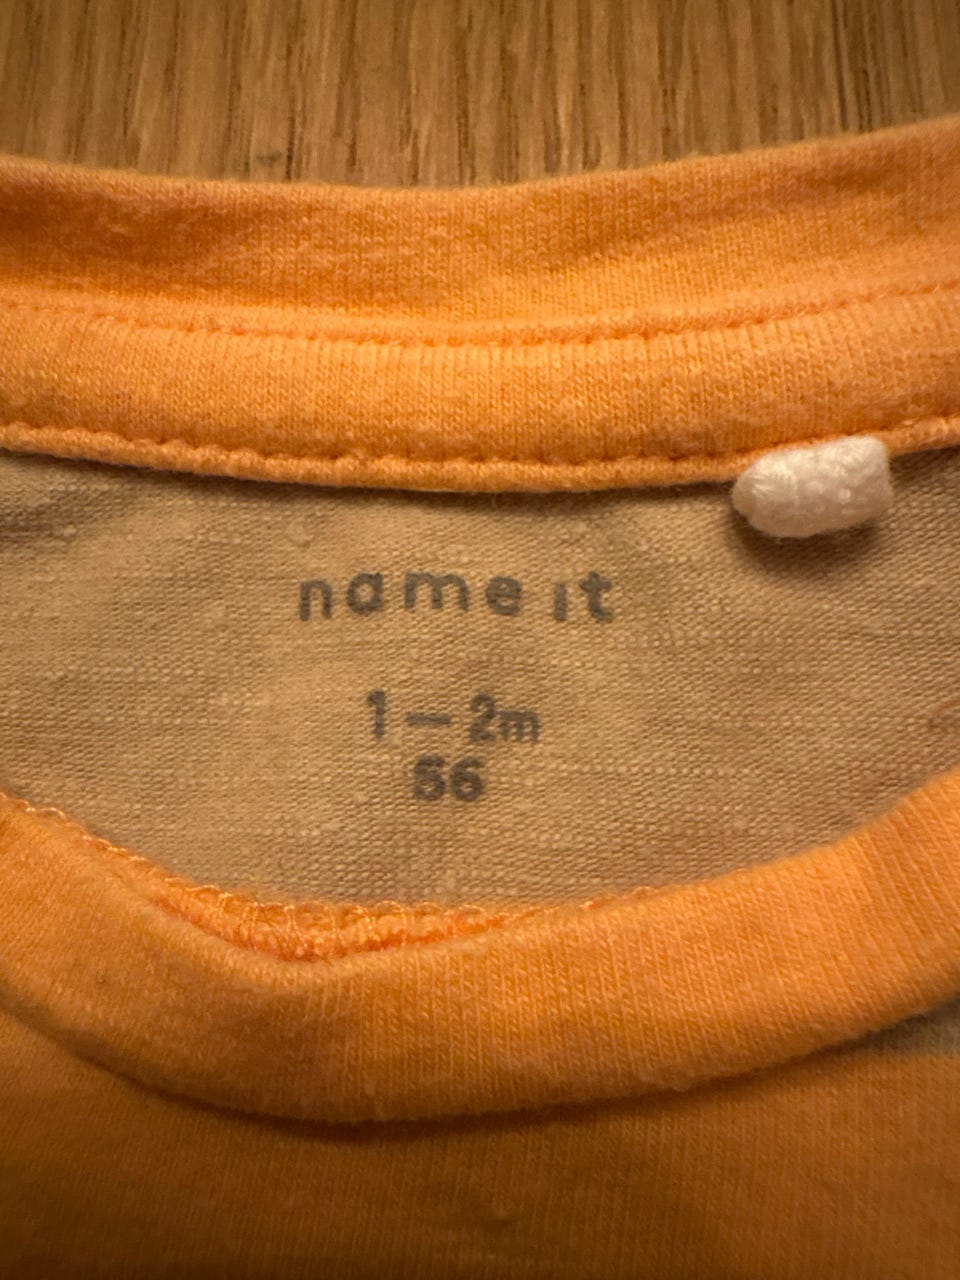 name it
1 – 2m
56